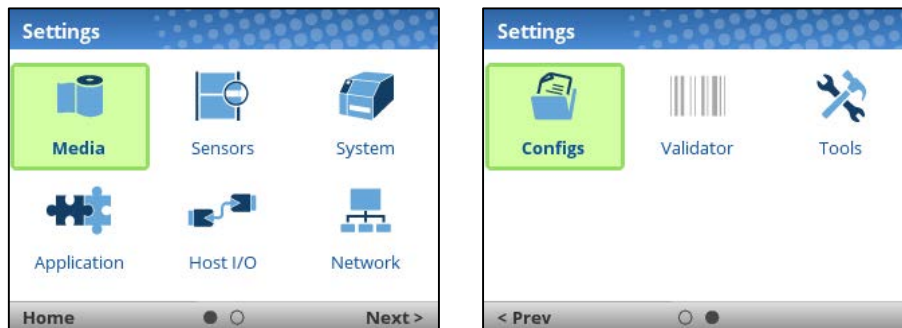 Settings
Media
Sensors
System
Application
Host I/O
Network
Home
Next >
Settings
Configs
Validator
Tools
< Prev